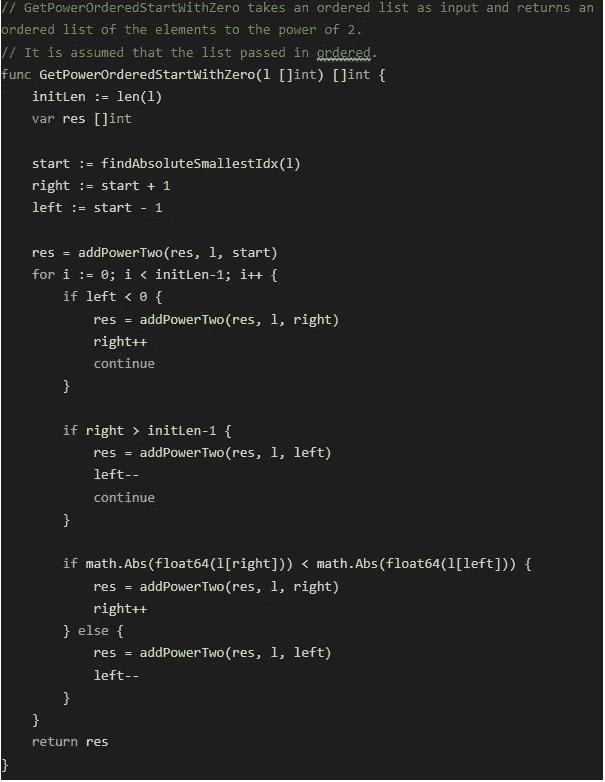 // GetPowerOrderedStartWithZero takes an ordered list as input and returns an
ordered list of the elements to the power of 2.
// It is assumed that the list passed in ordered.
func GetPowerOrderedStartWithZero(l []int) []int {
    initLen := len(l)
    var res []int

    start := findAbsoluteSmallestIdx(l)
    right := start + 1
    left := start - 1

    res = addPowerTwo(res, l, start)
    for i := 0; i < initLen-1; i++ {
        if left < 0 {
            res = addPowerTwo(res, l, right)
            right++
            continue
        }

        if right > initLen-1 {
            res = addPowerTwo(res, l, left)
            left--
            continue
        }

        if math.Abs(float64(l[right])) < math.Abs(float64(l[left])) {
            res = addPowerTwo(res, l, right)
            right++
        } else {
            res = addPowerTwo(res, l, left)
            left--
        }
    }
    return res
}